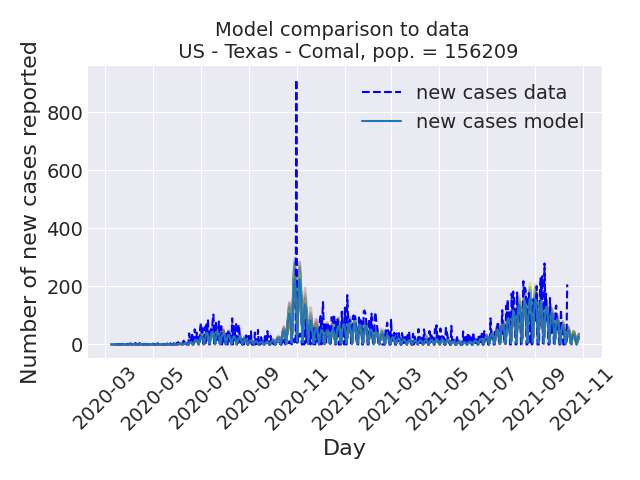 Model comparison to data
US - Texas - Comal, pop. = 156209
Number of new cases reported
800
600
400
200
0
new cases data
new cases model
2020-03
2020-05
2020-07
2020-09
2020-11
2021-01
2021-03
2021-05
2021-07
2021-09
2021-11
Day